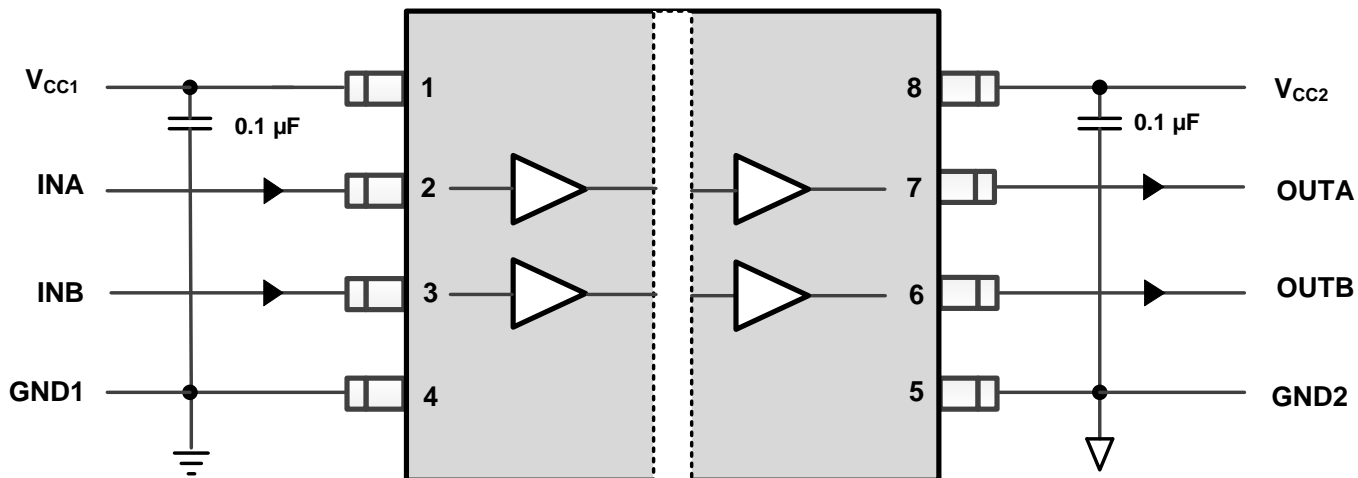 VCC1 1 8 VCC2
0.1 µF 0.1 µF
INA 2 7 OUTA
INB 3 6 OUTB
GND1 4 5 GND2